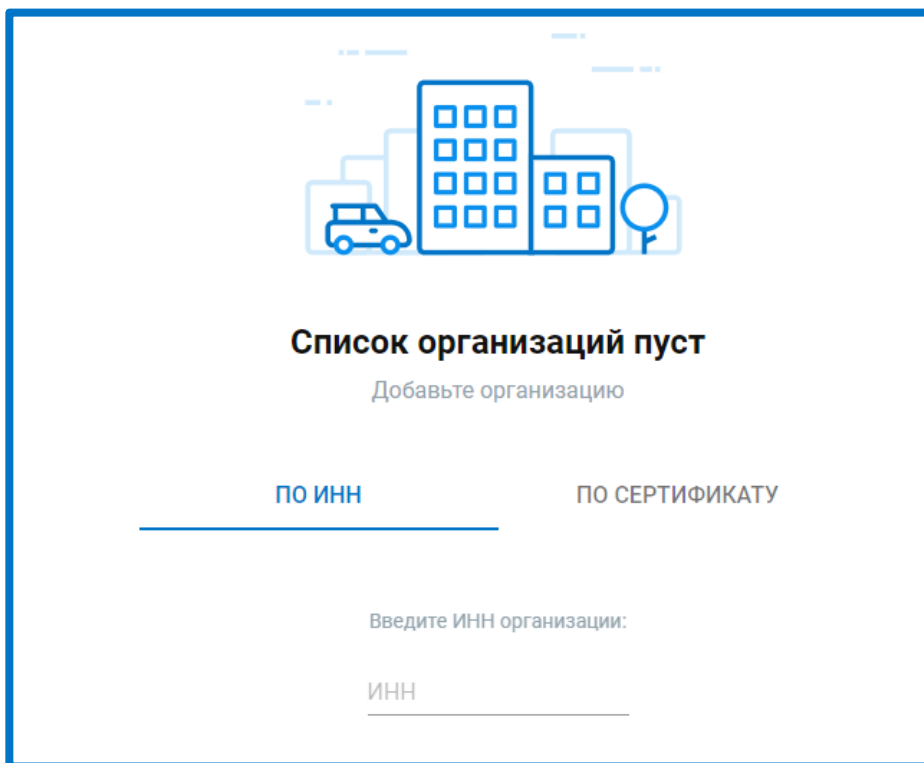 Список организаций пуст
Добавьте организацию
ПО ИНН
ПО СЕРТИФИКАТУ
Введите ИНН организации:
ИНН